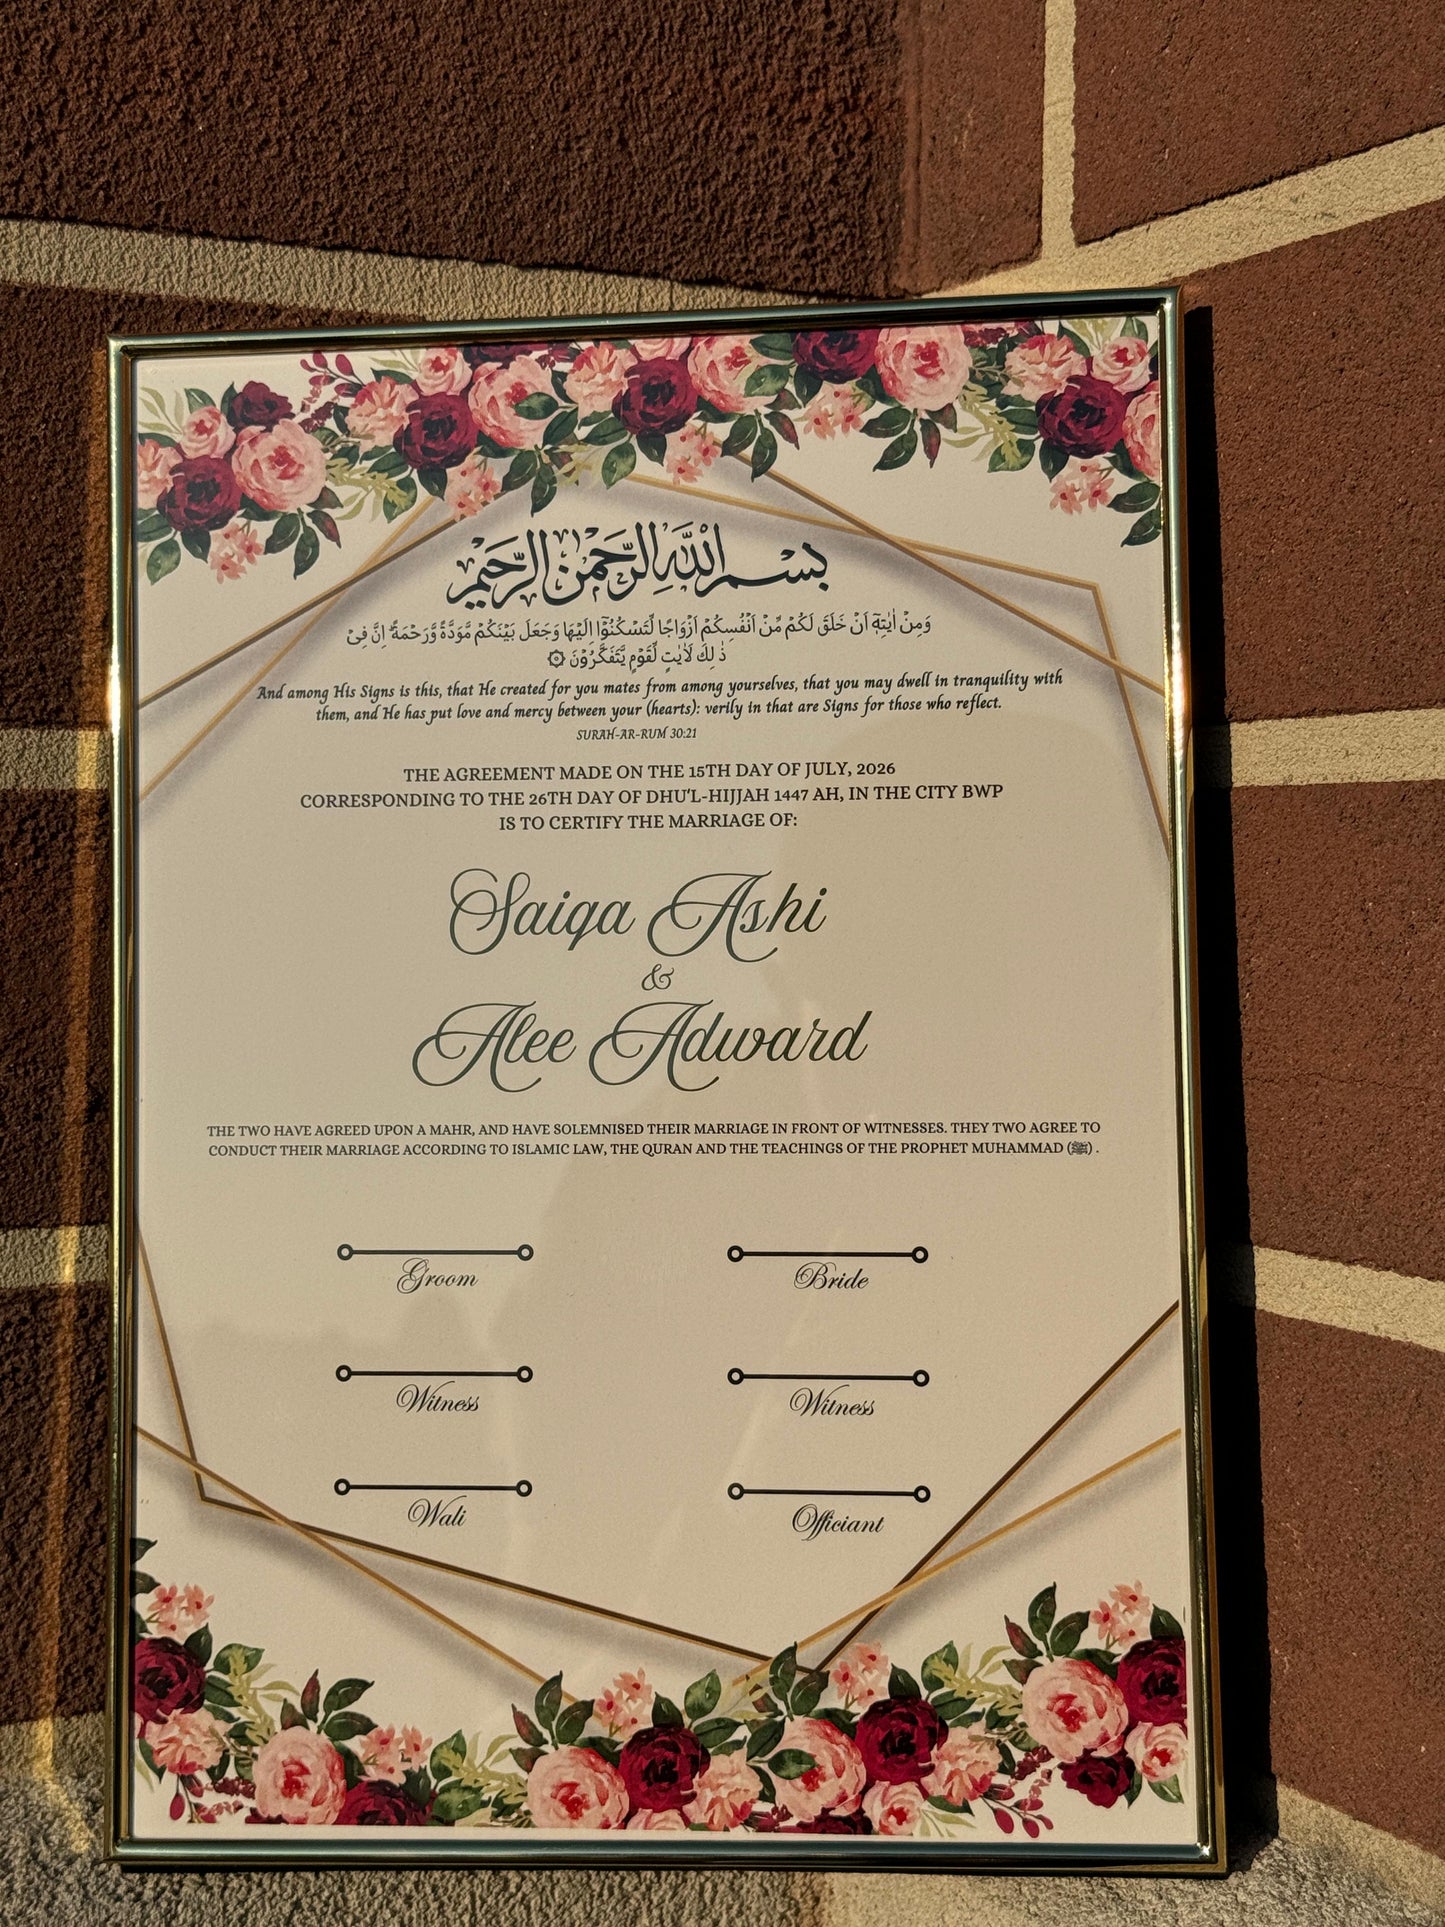 بِسْمِ اللَّهِ الرَّحْمَٰنِ الرَّحِيمِ
وَمِنْ اٰيٰتِهٖۤ اَنْ خَلَقَ لَكُمْ مِّنْ اَنْفُسِكُمْ اَزْوَاجًا لِّتَسْكُنُوْۤا اِلَيْهَا وَجَعَلَ بَيْنَكُمْ مَّوَدَّةً وَّرَحْمَةً ؕ اِنَّ فِيْ
ذٰ لِكَ لَاٰيٰتٍ لِّقَوْمٍ يَّتَفَكَّرُوْنَ ۞
And among His Signs is this, that He created for you mates from among yourselves, that you may dwell in tranquility with
them, and He has put love and mercy between your (hearts): verily in that are Signs for those who reflect.
SURAH-AR-RUM 30:21
THE AGREEMENT MADE ON THE 15TH DAY OF JULY, 2026
CORRESPONDING TO THE 26TH DAY OF DHU'L-HIJJAH 1447 AH, IN THE CITY BWP
IS TO CERTIFY THE MARRIAGE OF:
Saiqa Ashi
&
Alee Adward
THE TWO HAVE AGREED UPON A MAHR, AND HAVE SOLEMNISED THEIR MARRIAGE IN FRONT OF WITNESSES. THEY TWO AGREE TO
CONDUCT THEIR MARRIAGE ACCORDING TO ISLAMIC LAW, THE QURAN AND THE TEACHINGS OF THE PROPHET MUHAMMAD (ﷺ) .
Groom Bride
Witness Witness
Wali Officiant